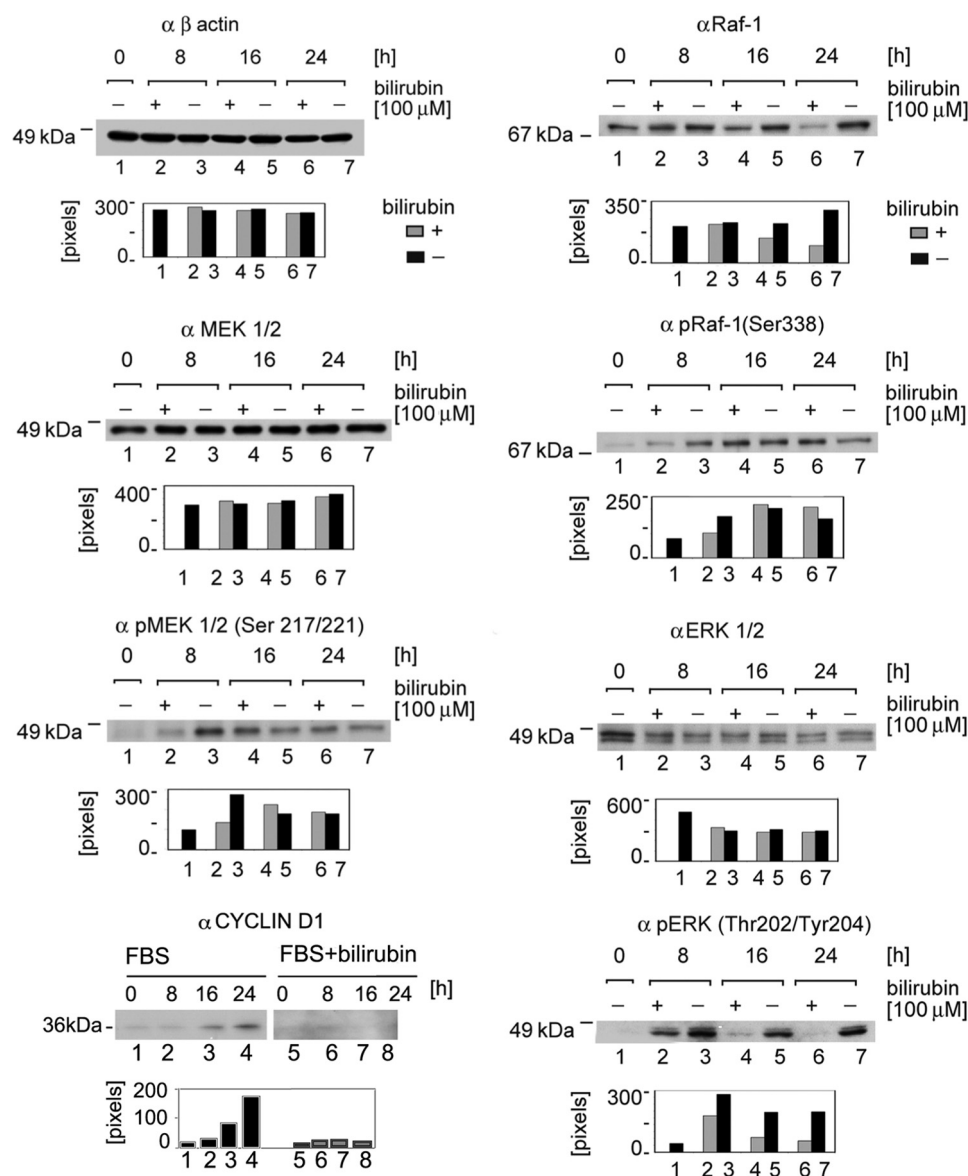 α β actin
0 8 16 24 [h]
bilirubin
− + − + − + − [100 μM]
49 kDa
1 2 3 4 5 6 7
300
[pixels]
0
1 2 3 4 5 6 7
bilirubin
+
−
αRaf-1
0 8 16 24 [h]
bilirubin
− + − + − + − [100 μM]
67 kDa
1 2 3 4 5 6 7
350
[pixels]
0
1 2 3 4 5 6 7
bilirubin
+
−
α MEK 1/2
0 8 16 24 [h]
bilirubin
− + − + − + − [100 μM]
49 kDa
1 2 3 4 5 6 7
400
[pixels]
0
1 2 3 4 5 6 7
α pRaf-1(Ser338)
0 8 16 24 [h]
bilirubin
− + − + − + − [100 μM]
67 kDa
1 2 3 4 5 6 7
250
[pixels]
0
1 2 3 4 5 6 7
α pMEK 1/2 (Ser 217/221)
0 8 16 24 [h]
bilirubin
− + − + − + − [100 μM]
49 kDa
1 2 3 4 5 6 7
300
[pixels]
0
1 2 3 4 5 6 7
αERK 1/2
0 8 16 24 [h]
bilirubin
− + − + − + − [100 μM]
49 kDa
1 2 3 4 5 6 7
600
[pixels]
0
1 2 3 4 5 6 7
α CYCLIN D1
FBS FBS+bilirubin
0 8 16 24 0 8 16 24 [h]
36kDa
1 2 3 4 5 6 7 8
200
100
[pixels]
0
1 2 3 4 5 6 7 8
α pERK (Thr202/Tyr204)
0 8 16 24 [h]
bilirubin
− + − + − + − [100 μM]
49 kDa
1 2 3 4 5 6 7
300
[pixels]
0
1 2 3 4 5 6 7